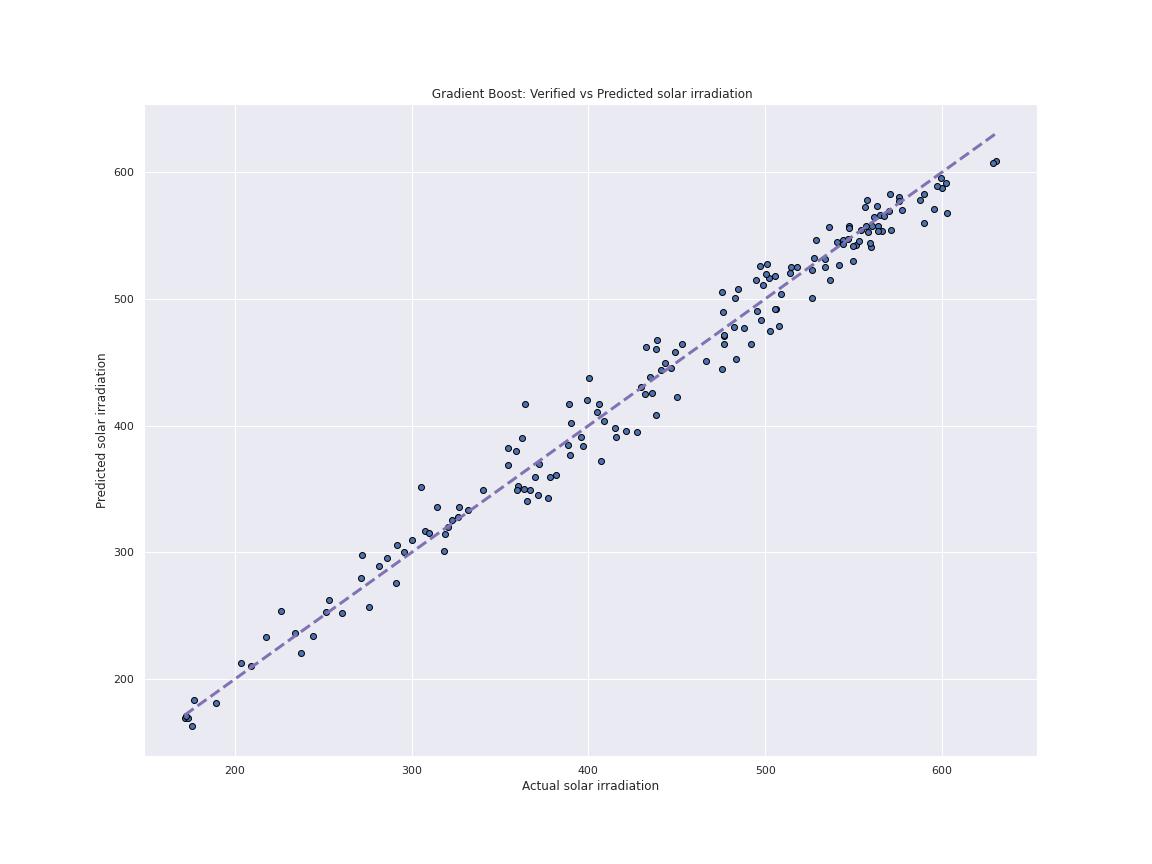 Gradient Boost: Verified vs Predicted solar irradiation
600
500
400
300
200
Predicted solar irradiation
200 300 400 500 600
Actual solar irradiation